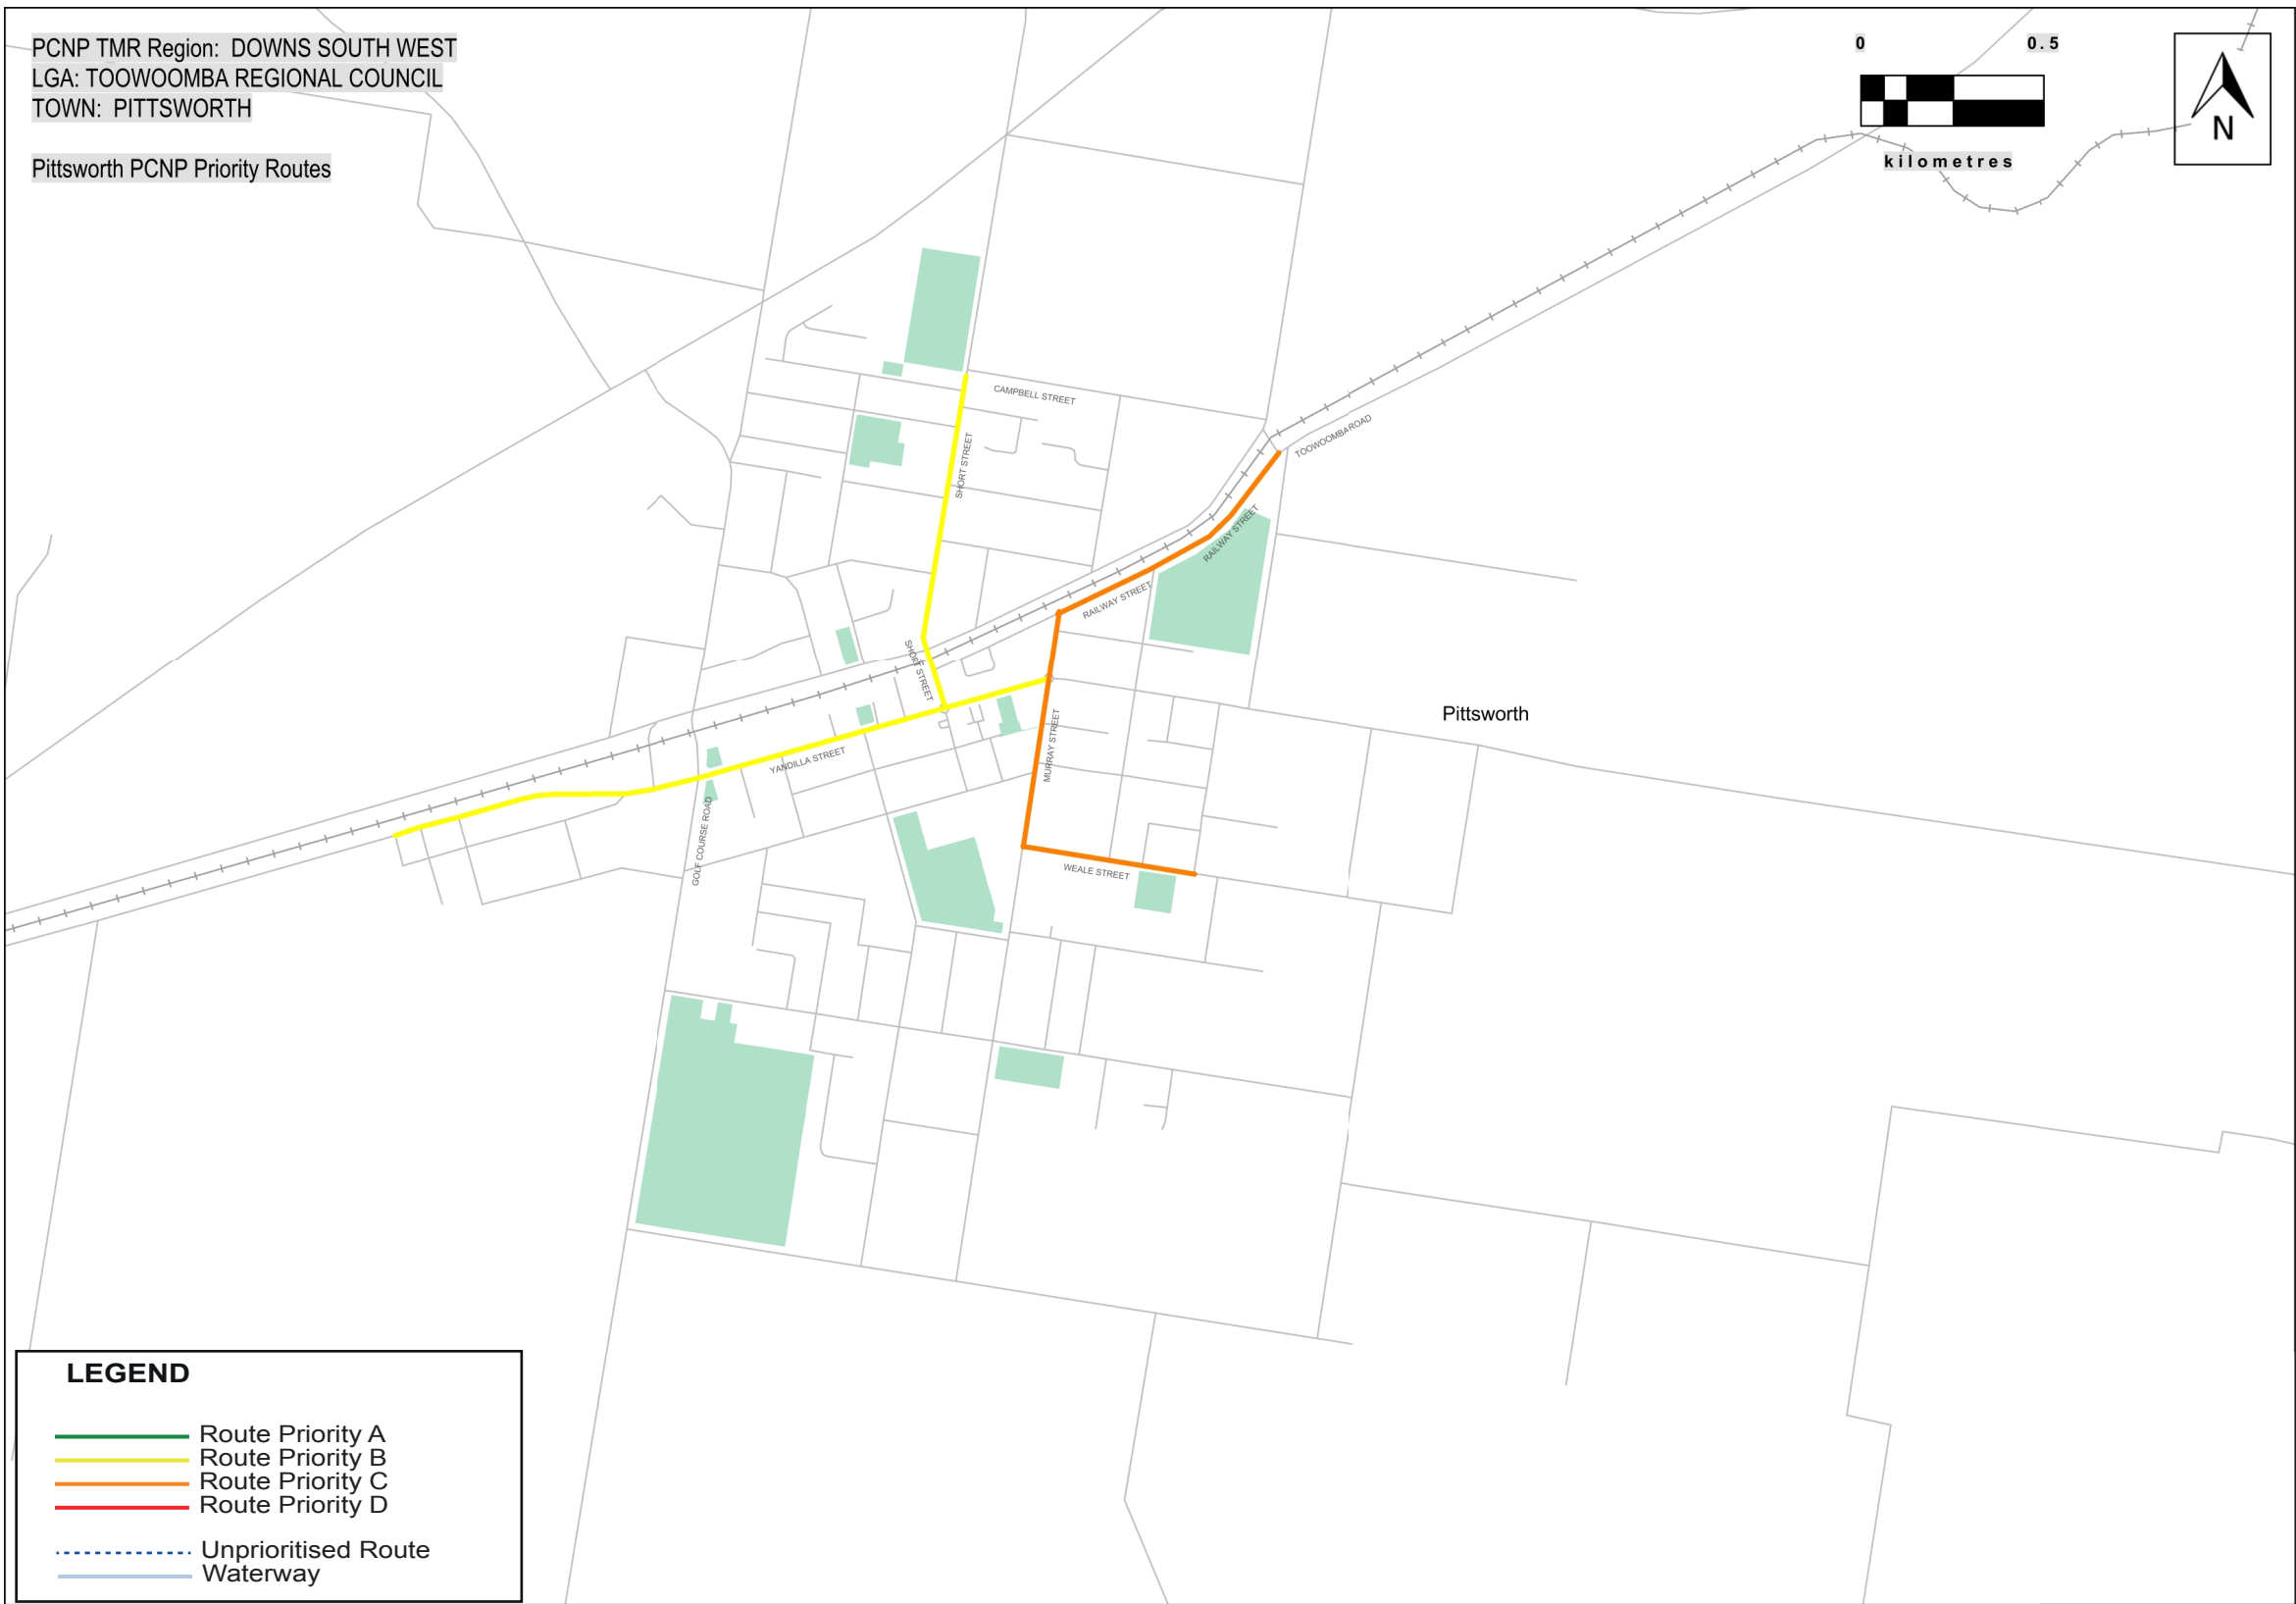 PCNP TMR Region:  DOWNS SOUTH WEST
LGA: TOOWOOMBA REGIONAL COUNCIL
TOWN:  PITTSWORTH
Pittsworth PCNP Priority Routes
0 0.5
kilometres
N
CAMPBELL STREET
TOOWOOMBA ROAD
SHORT STREET
RAILWAY STREET
RAILWAY STREET
SHORT STREET
Pittsworth
MURRAY STREET
YANDILLA STREET
GOLF COURSE ROAD
WEALE STREET
LEGEND
Route Priority A
Route Priority B
Route Priority C
Route Priority D
Unprioritised Route
Waterway